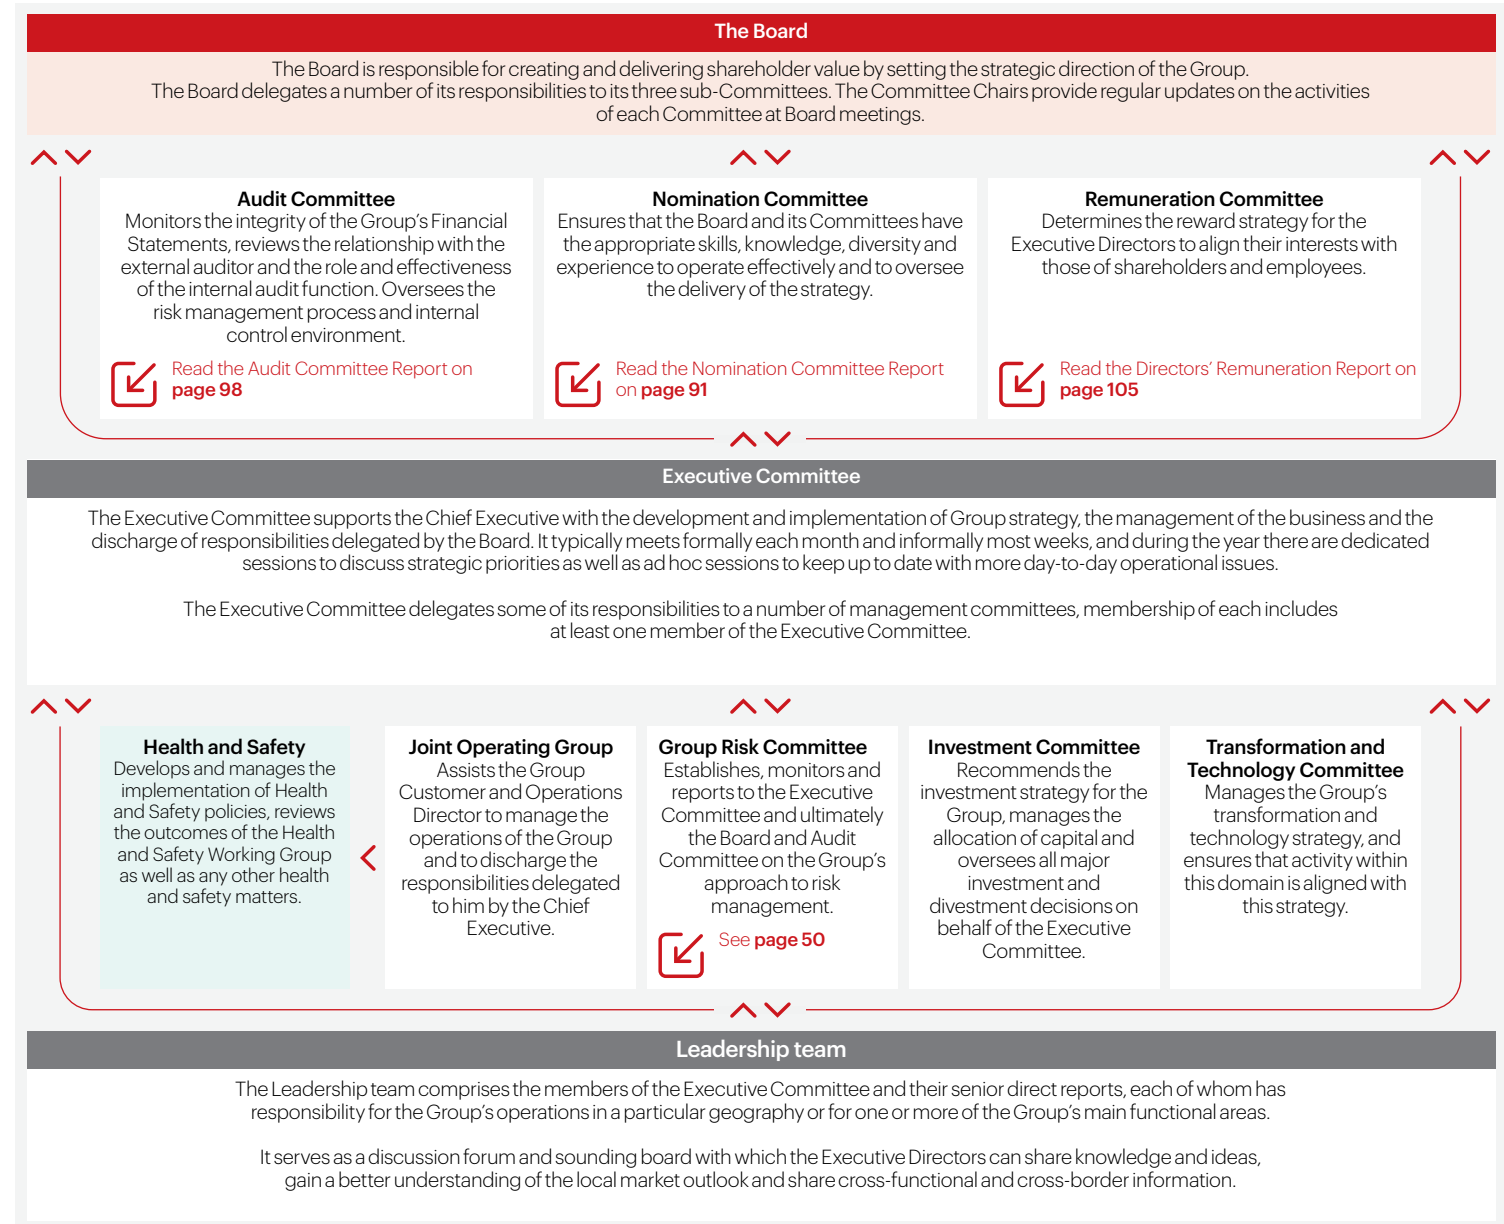 The Board
The Board is responsible for creating and delivering shareholder value by setting the strategic direction of the Group.
The Board delegates a number of its responsibilities to its three sub-Committees. The Committee Chairs provide regular updates on the activities
of each Committee at Board meetings.
Audit Committee
Monitors the integrity of the Group's Financial
Statements, reviews the relationship with the
external auditor and the role and effectiveness
of the internal audit function. Oversees the
risk management process and internal
control environment.
Read the Audit Committee Report on
page 98
Nomination Committee
Ensures that the Board and its Committees have
the appropriate skills, knowledge, diversity and
experience to operate effectively and to oversee
the delivery of the strategy.
Read the Nomination Committee Report
on page 91
Remuneration Committee
Determines the reward strategy for the
Executive Directors to align their interests with
those of shareholders and employees.
Read the Directors' Remuneration Report on
page 105
Executive Committee
The Executive Committee supports the Chief Executive with the development and implementation of Group strategy, the management of the business and the
discharge of responsibilities delegated by the Board. It typically meets formally each month and informally most weeks, and during the year there are dedicated
sessions to discuss strategic priorities as well as ad hoc sessions to keep up to date with more day-to-day operational issues.
The Executive Committee delegates some of its responsibilities to a number of management committees, membership of each includes
at least one member of the Executive Committee.
Health and Safety
Develops and manages the
implementation of Health
and Safety policies, reviews
the outcomes of the Health
and Safety Working Group
as well as any other health
and safety matters.
Joint Operating Group
Assists the Group
Customer and Operations
Director to manage the
operations of the Group
and to discharge the
responsibilities delegated
to him by the Chief
Executive.
Group Risk Committee
Establishes, monitors and
reports to the Executive
Committee and ultimately
the Board and Audit
Committee on the Group's
approach to risk
management.
See page 50
Investment Committee
Recommends the
investment strategy for the
Group, manages the
allocation of capital and
oversees all major
investment and
divestment decisions on
behalf of the Executive
Committee.
Transformation and
Technology Committee
Manages the Group's
transformation and
technology strategy, and
ensures that activity within
this domain is aligned with
this strategy.
Leadership team
The Leadership team comprises the members of the Executive Committee and their senior direct reports, each of whom has
responsibility for the Group's operations in a particular geography or for one or more of the Group's main functional areas.
It serves as a discussion forum and sounding board with which the Executive Directors can share knowledge and ideas,
gain a better understanding of the local market outlook and share cross-functional and cross-border information.